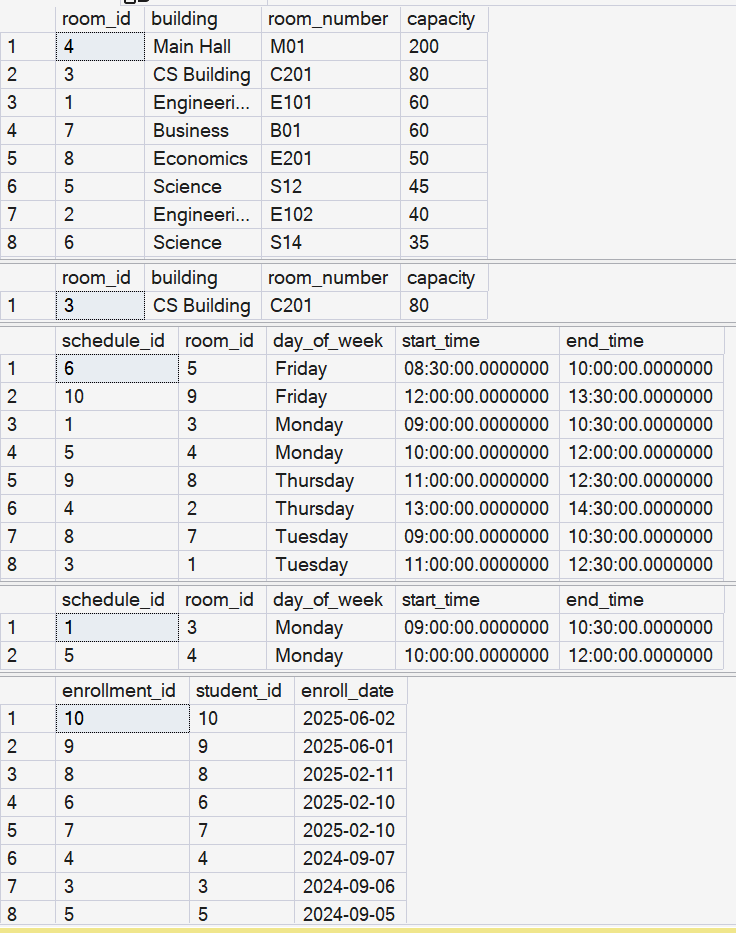 room_id building room_number capacity
1 4 Main Hall M01 200
2 3 CS Building C201 80
3 1 Engineeri... E101 60
4 7 Business B01 60
5 8 Economics E201 50
6 5 Science S12 45
7 2 Engineeri... E102 40
8 6 Science S14 35
room_id building room_number capacity
1 3 CS Building C201 80
schedule_id room_id day_of_week start_time end_time
1 6 5 Friday 08:30:00.0000000 10:00:00.0000000
2 10 9 Friday 12:00:00.0000000 13:30:00.0000000
3 1 3 Monday 09:00:00.0000000 10:30:00.0000000
4 5 4 Monday 10:00:00.0000000 12:00:00.0000000
5 9 8 Thursday 11:00:00.0000000 12:30:00.0000000
6 4 2 Thursday 13:00:00.0000000 14:30:00.0000000
7 8 7 Tuesday 09:00:00.0000000 10:30:00.0000000
8 3 1 Tuesday 11:00:00.0000000 12:30:00.0000000
schedule_id room_id day_of_week start_time end_time
1 1 3 Monday 09:00:00.0000000 10:30:00.0000000
2 5 4 Monday 10:00:00.0000000 12:00:00.0000000
enrollment_id student_id enroll_date
1 10 10 2025-06-02
2 9 9 2025-06-01
3 8 8 2025-02-11
4 6 6 2025-02-10
5 7 7 2025-02-10
6 4 4 2024-09-07
7 3 3 2024-09-06
8 5 5 2024-09-05